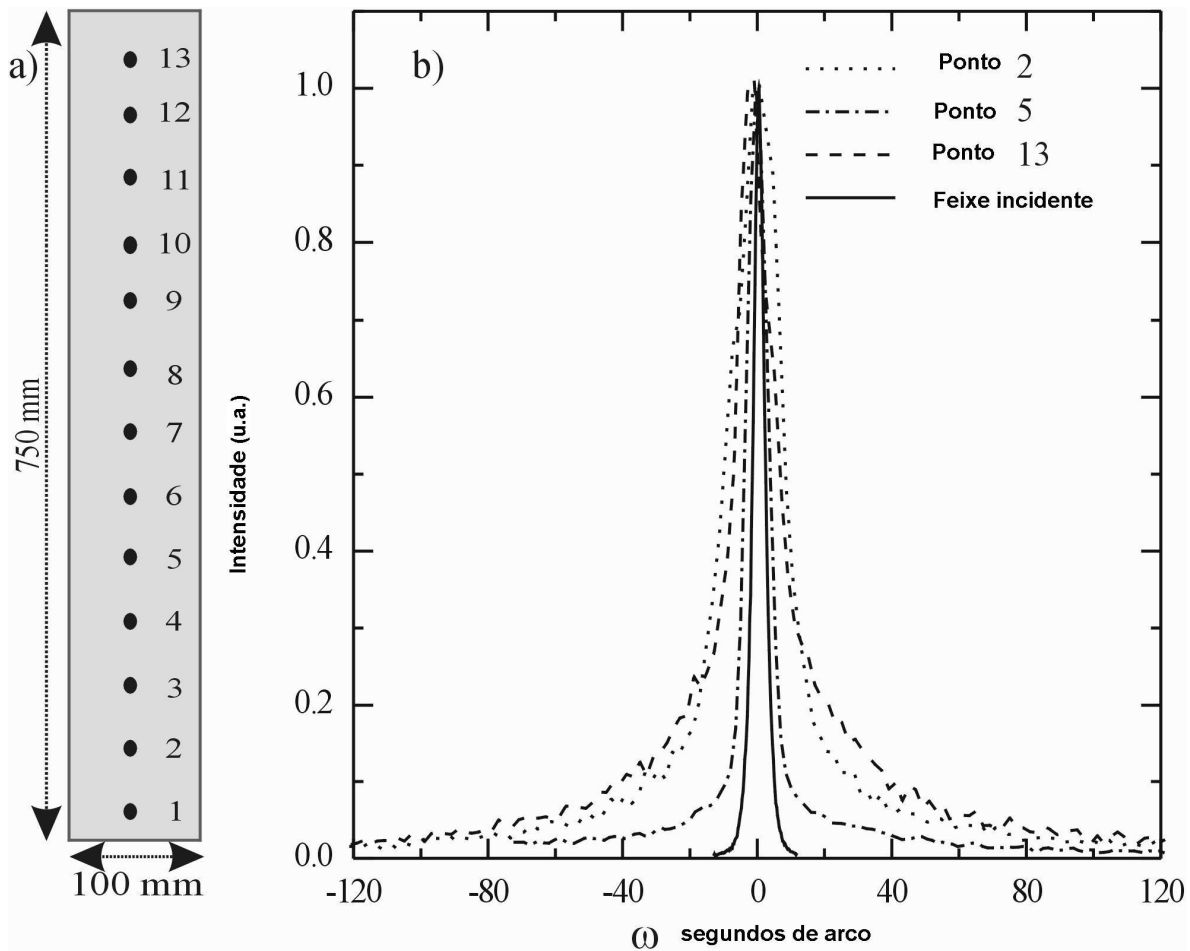 a)
13
12
11
10
9
8
7
6
5
4
3
2
1
750 mm
100 mm
b)
Ponto 2
Ponto 5
Ponto 13
Feixe incidente
Intensidade (u.a.)
1.0
0.8
0.6
0.4
0.2
0.0
-120 -80 -40 0 40 80 120
ω segundos de arco